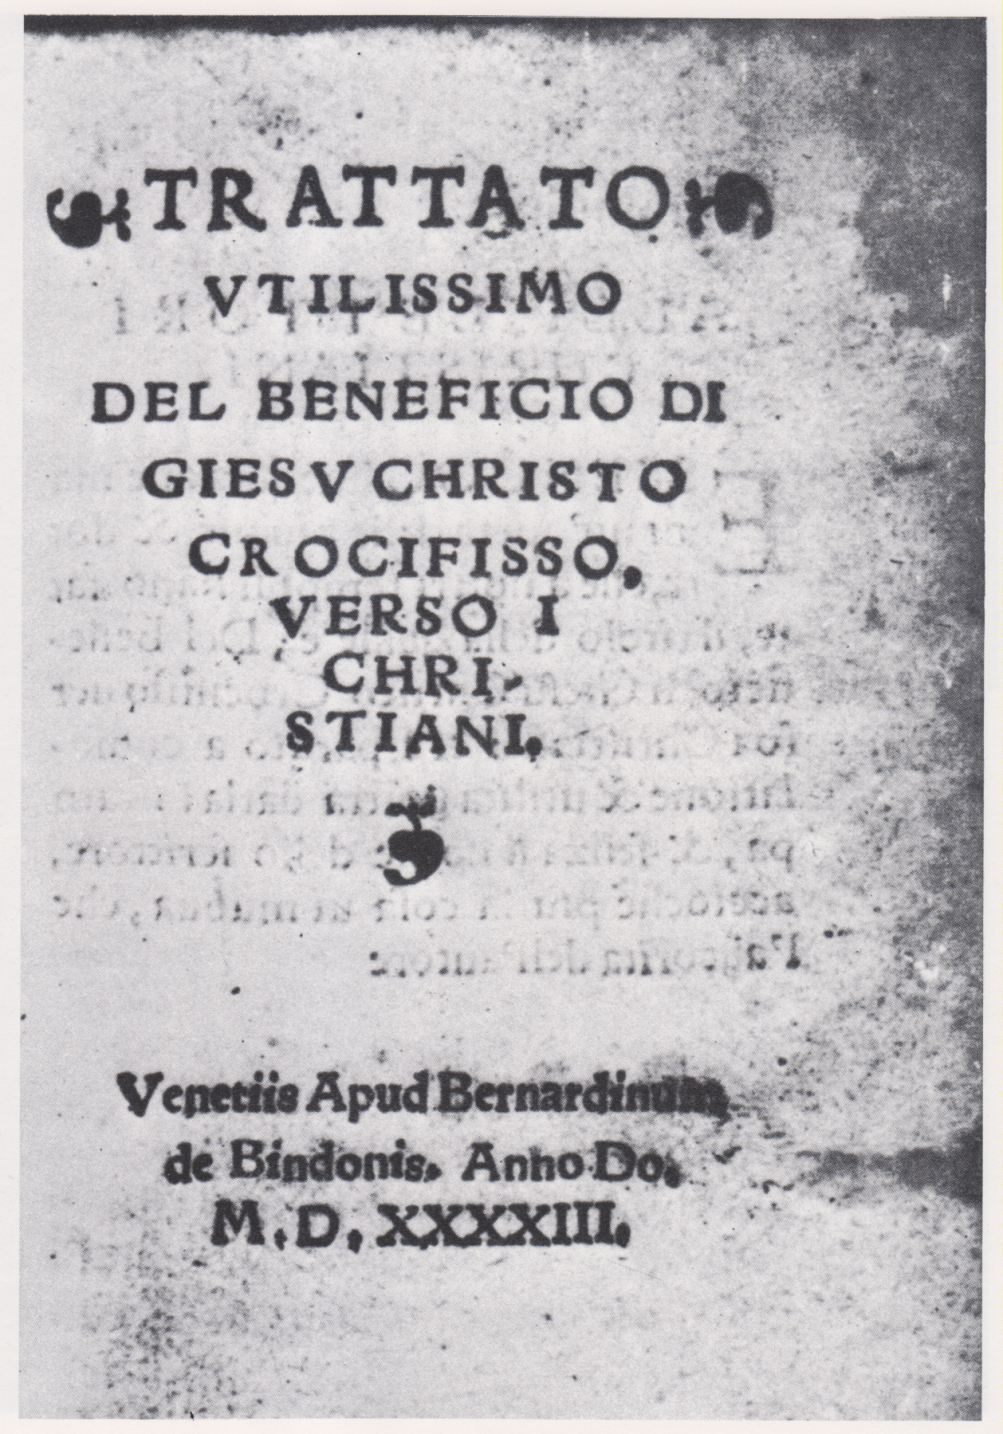 TRATTATO
VTILISSIMO
DEL BENEFICIO DI
GIESV CHRISTO
CROCIFISSO,
VERSO I
CHRI-
STIANI.
Venetiis Apud Bernardinum
de Bindonis. Anno Do.
M. D. XXXXIII.